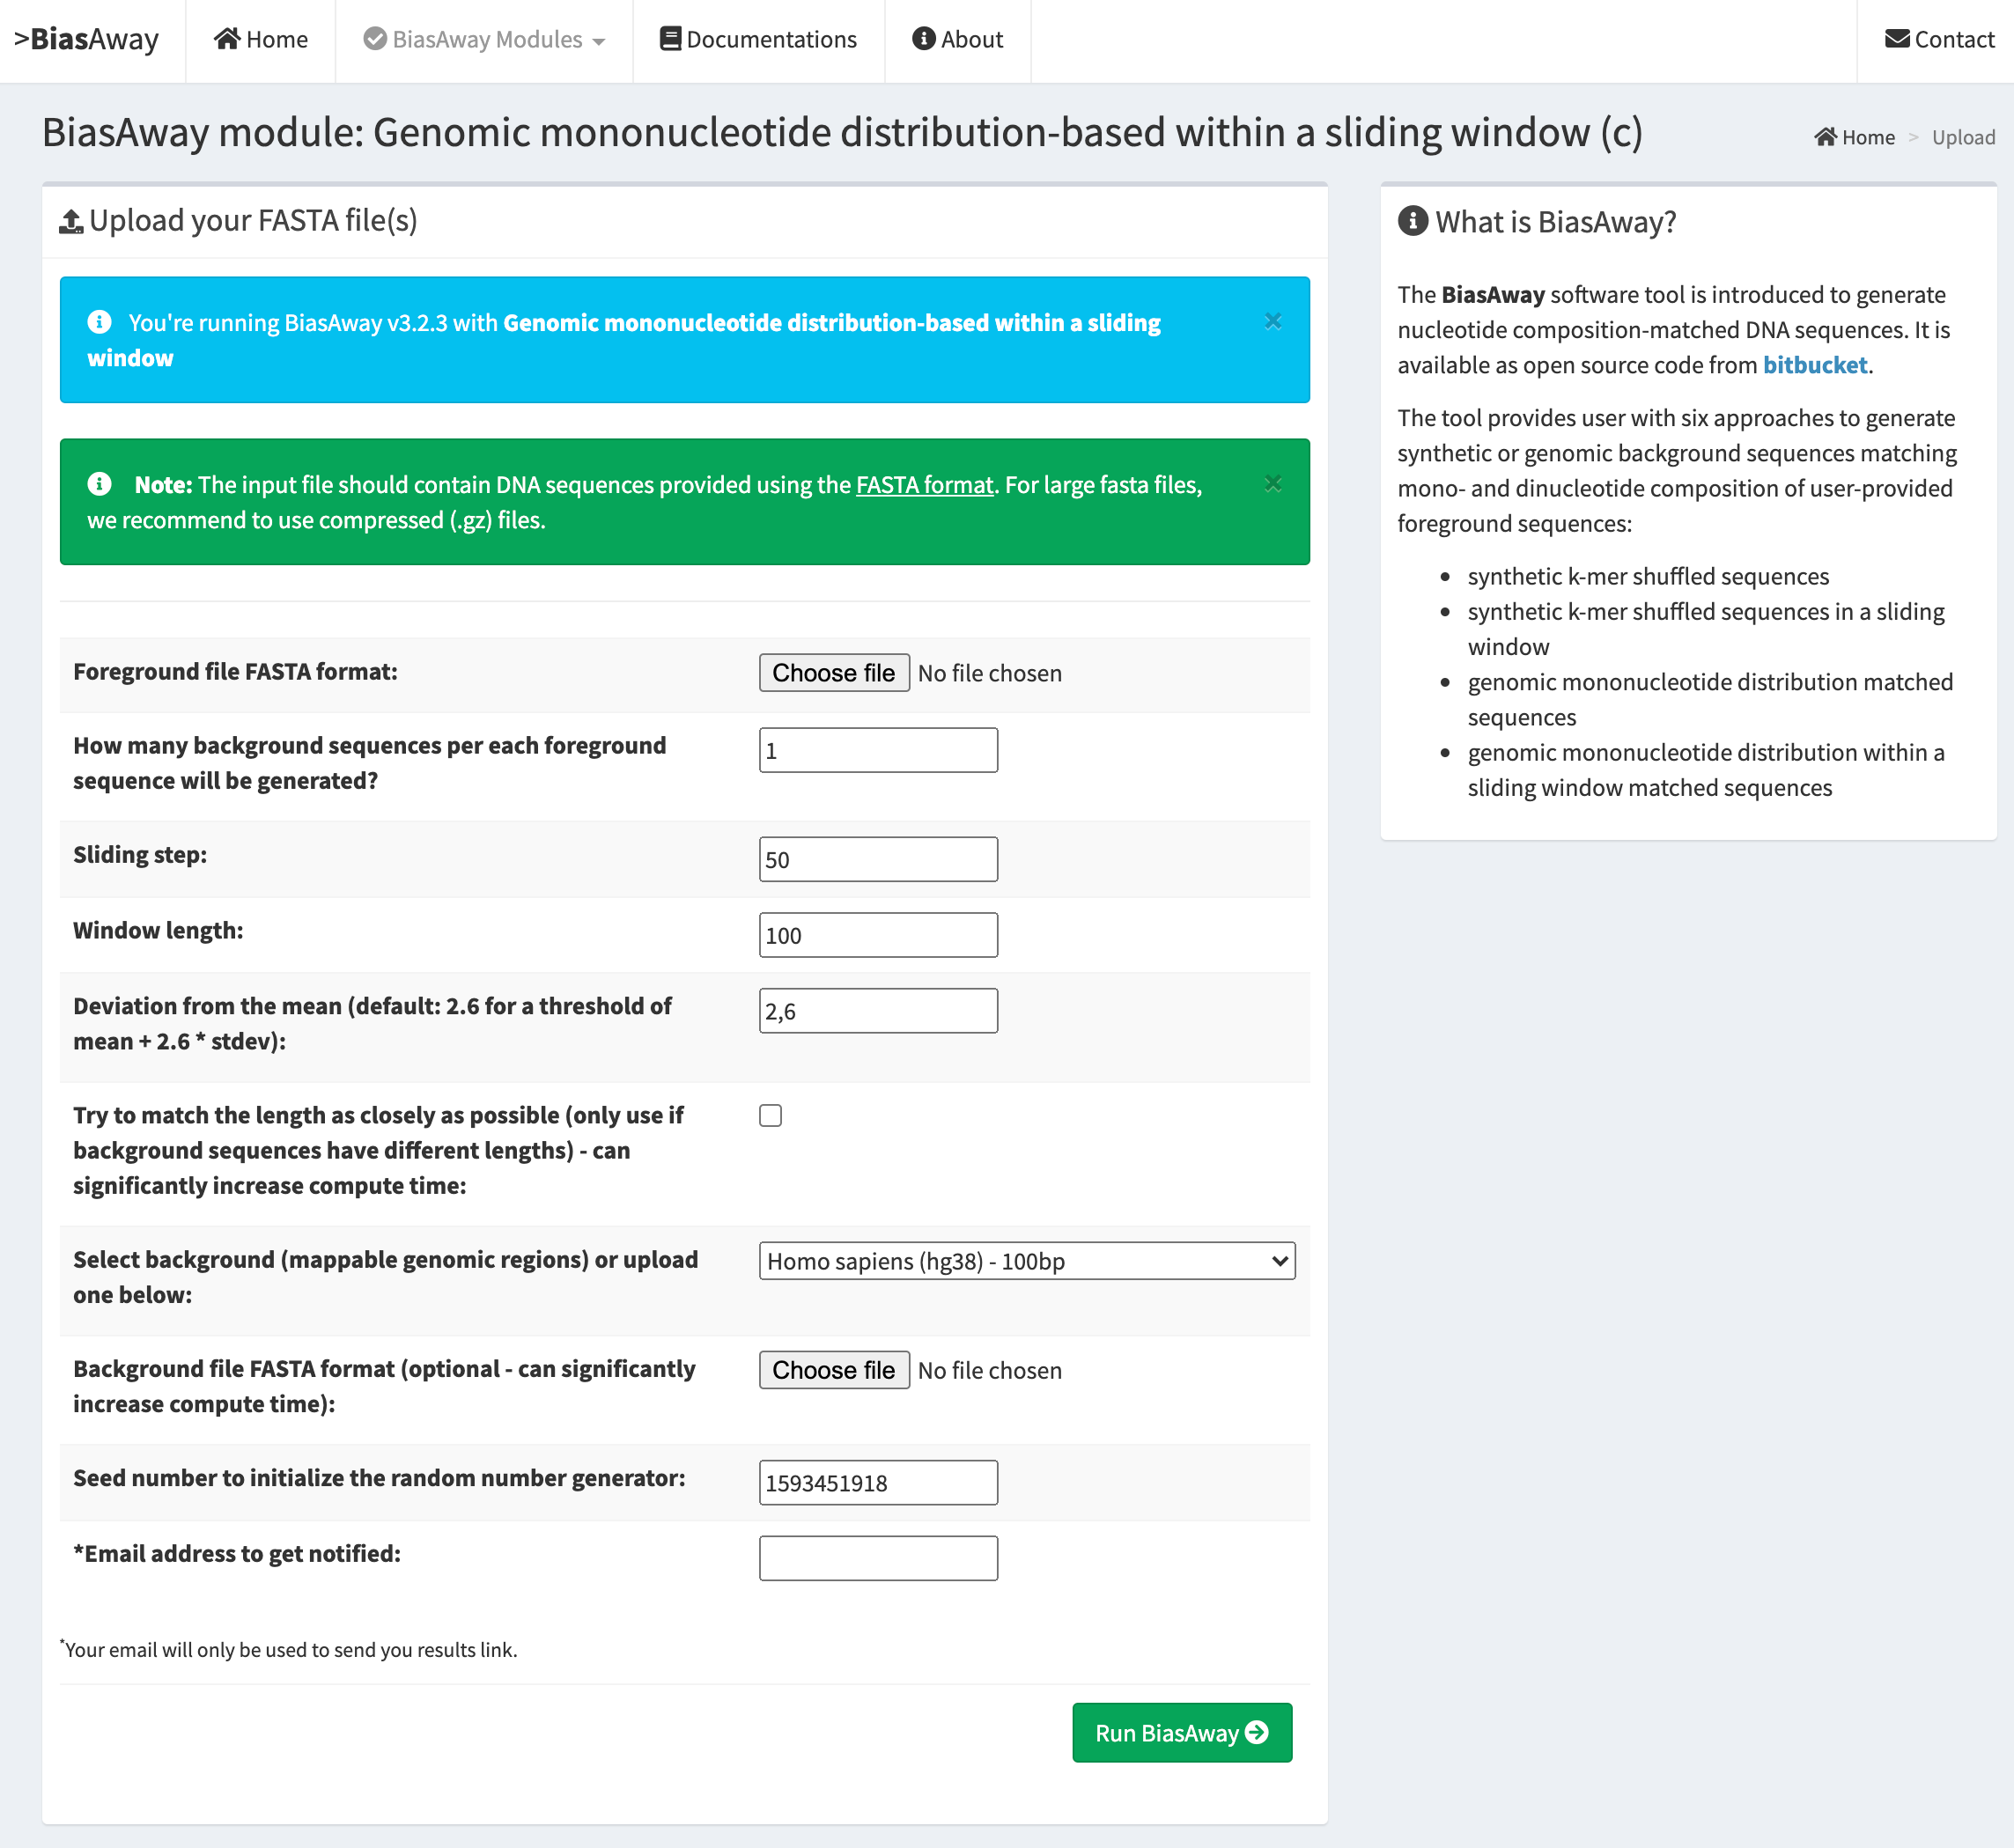 >BiasAway
Home
BiasAway Modules
Documentations
About
Contact
BiasAway module: Genomic mononucleotide distribution-based within a sliding window (c)
Home > Upload
Upload your FASTA file(s)
You're running BiasAway v3.2.3 with Genomic mononucleotide distribution-based within a sliding
window
×
Note: The input file should contain DNA sequences provided using the FASTA format. For large fasta files,
we recommend to use compressed (.gz) files.
×
Foreground file FASTA format:
Choose file No file chosen
How many background sequences per each foreground
sequence will be generated?
1
Sliding step:
50
Window length:
100
Deviation from the mean (default: 2.6 for a threshold of
mean + 2.6 * stdev):
2,6
Try to match the length as closely as possible (only use if
background sequences have different lengths) - can
significantly increase compute time:
Select background (mappable genomic regions) or upload
one below:
Homo sapiens (hg38) - 100bp
Background file FASTA format (optional - can significantly
increase compute time):
Choose file No file chosen
Seed number to initialize the random number generator:
1593451918
*Email address to get notified:
*Your email will only be used to send you results link.
Run BiasAway
What is BiasAway?
The BiasAway software tool is introduced to generate
nucleotide composition-matched DNA sequences. It is
available as open source code from bitbucket.
The tool provides user with six approaches to generate
synthetic or genomic background sequences matching
mono- and dinucleotide composition of user-provided
foreground sequences:
• synthetic k-mer shuffled sequences
• synthetic k-mer shuffled sequences in a sliding
window
• genomic mononucleotide distribution matched
sequences
• genomic mononucleotide distribution within a
sliding window matched sequences